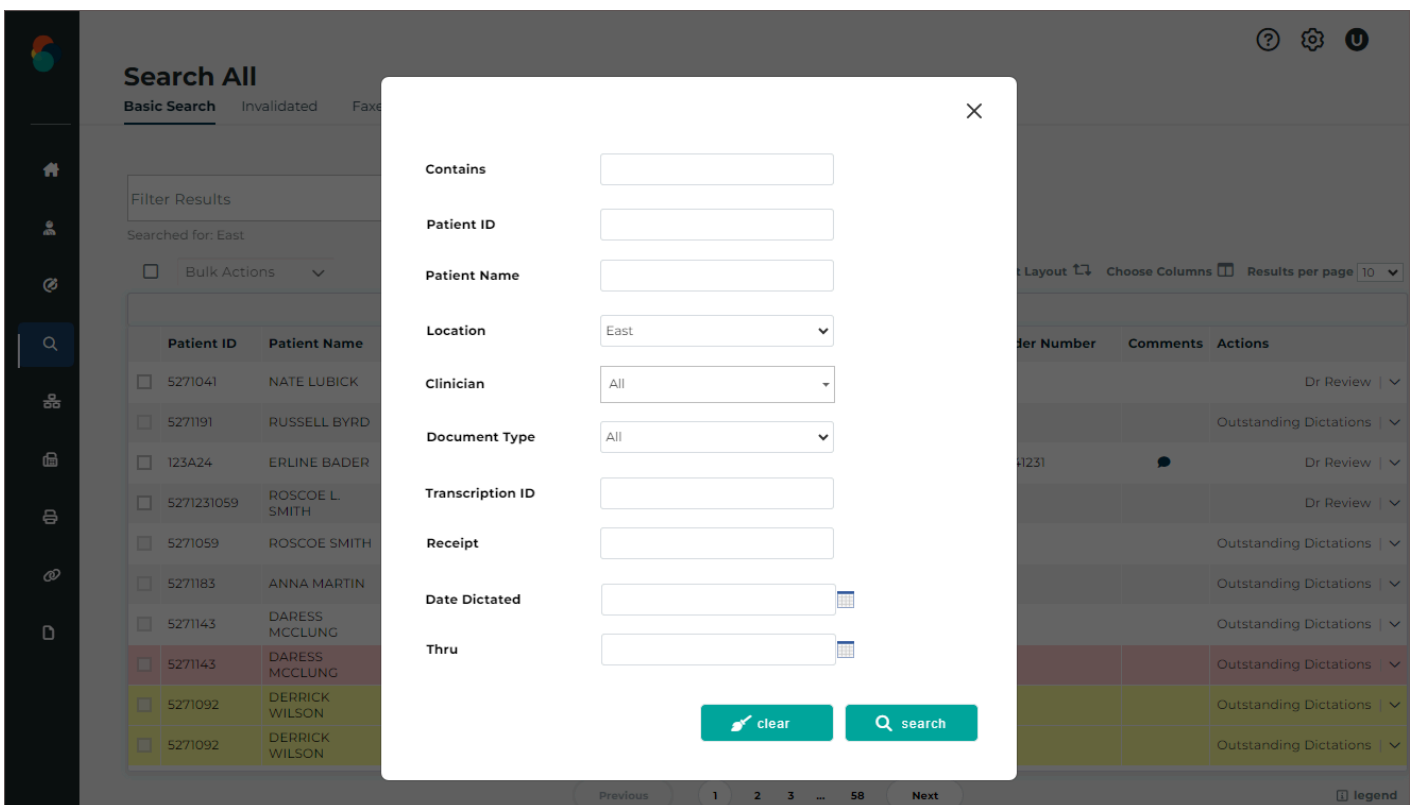 U
Search All
Basic Search Invalidated Faxe
Filter Results
Searched for: East
Bulk Actions
t Layout Choose Columns Results per page 10
Patient ID Patient Name der Number Comments Actions
5271041 NATE LUBICK Dr Review
5271191 RUSSELL BYRD Outstanding Dictations
123A24 ERLINE BADER 41231 Dr Review
5271231059 ROSCOE L. SMITH Dr Review
5271059 ROSCOE SMITH Outstanding Dictations
5271183 ANNA MARTIN Outstanding Dictations
5271143 DARESS MCCLUNG Outstanding Dictations
5271143 DARESS MCCLUNG Outstanding Dictations
5271092 DERRICK WILSON Outstanding Dictations
5271092 DERRICK WILSON Outstanding Dictations
Previous 1 2 3 ... 58 Next legend
Contains
Patient ID
Patient Name
Location East
Clinician All
Document Type All
Transcription ID
Receipt
Date Dictated
Thru
clear search